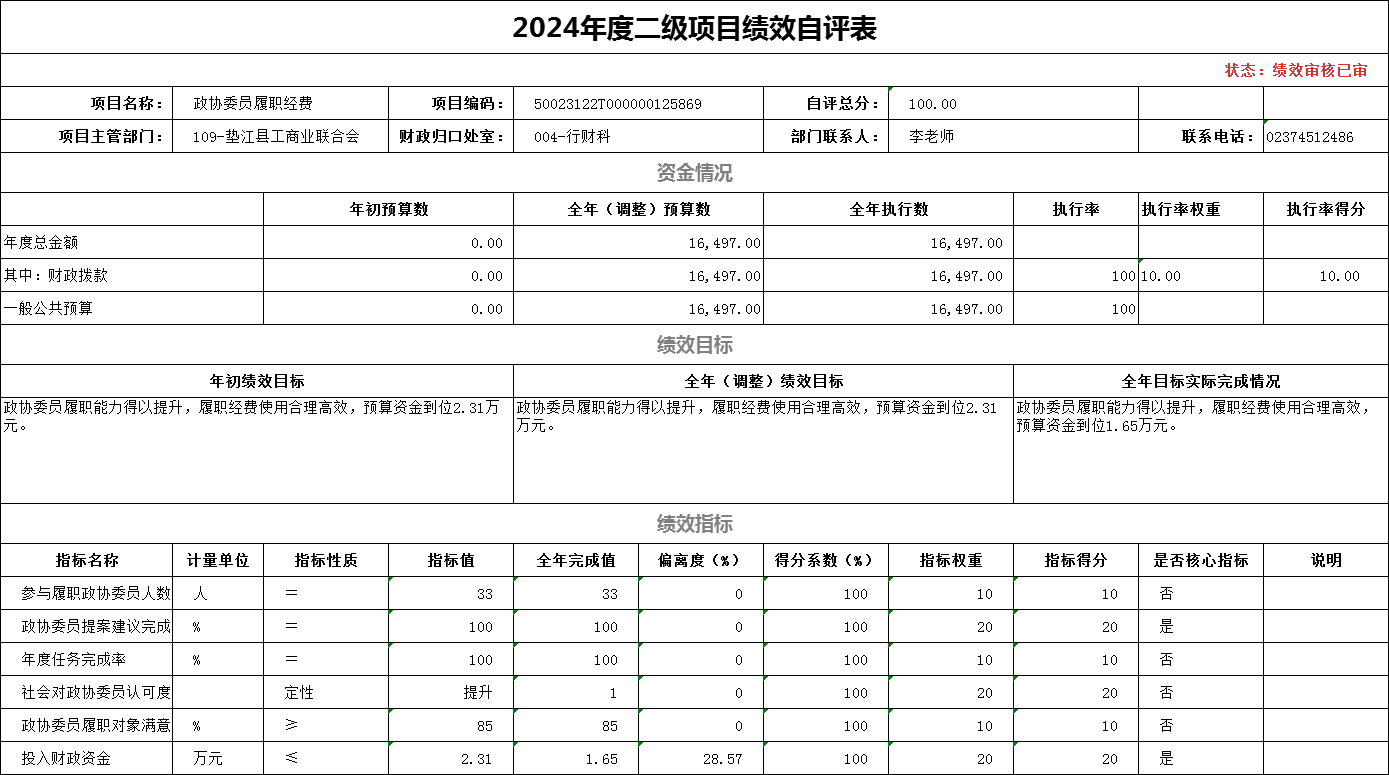 2024年度二级项目绩效自评表
状态：绩效审核已审
项目名称： 政协委员履职经费 项目编码： 50023122T000000125869 自评总分： 100.00
项目主管部门： 109-垫江县工商业联合会 财政归口处室： 004-行财科 部门联系人： 李老师 联系电话： 02374512486
资金情况
年初预算数 全年（调整）预算数 全年执行数 执行率 执行率权重 执行率得分
年度总金额 0.00 16,497.00 16,497.00
其中：财政拨款 0.00 16,497.00 16,497.00 100 10.00 10.00
一般公共预算 0.00 16,497.00 16,497.00 100
绩效目标
年初绩效目标 全年（调整）绩效目标 全年目标实际完成情况
政协委员履职能力得以提升，履职经费使用合理高效，预算资金到位2.31万
元。
政协委员履职能力得以提升，履职经费使用合理高效，预算资金到位2.31
万元。
政协委员履职能力得以提升，履职经费使用合理高效，
预算资金到位1.65万元。
绩效指标
指标名称 计量单位 指标性质 指标值 全年完成值 偏离度（%） 得分系数（%） 指标权重 指标得分 是否核心指标 说明
参与履职政协委员人数 人 ＝ 33 33 0 100 10 10 否
政协委员提案建议完成 % ＝ 100 100 0 100 20 20 是
年度任务完成率 % ＝ 100 100 0 100 10 10 否
社会对政协委员认可度 定性 提升 1 0 100 20 20 否
政协委员履职对象满意 % ≥ 85 85 0 100 10 10 否
投入财政资金 万元 ≤ 2.31 1.65 28.57 100 20 20 是